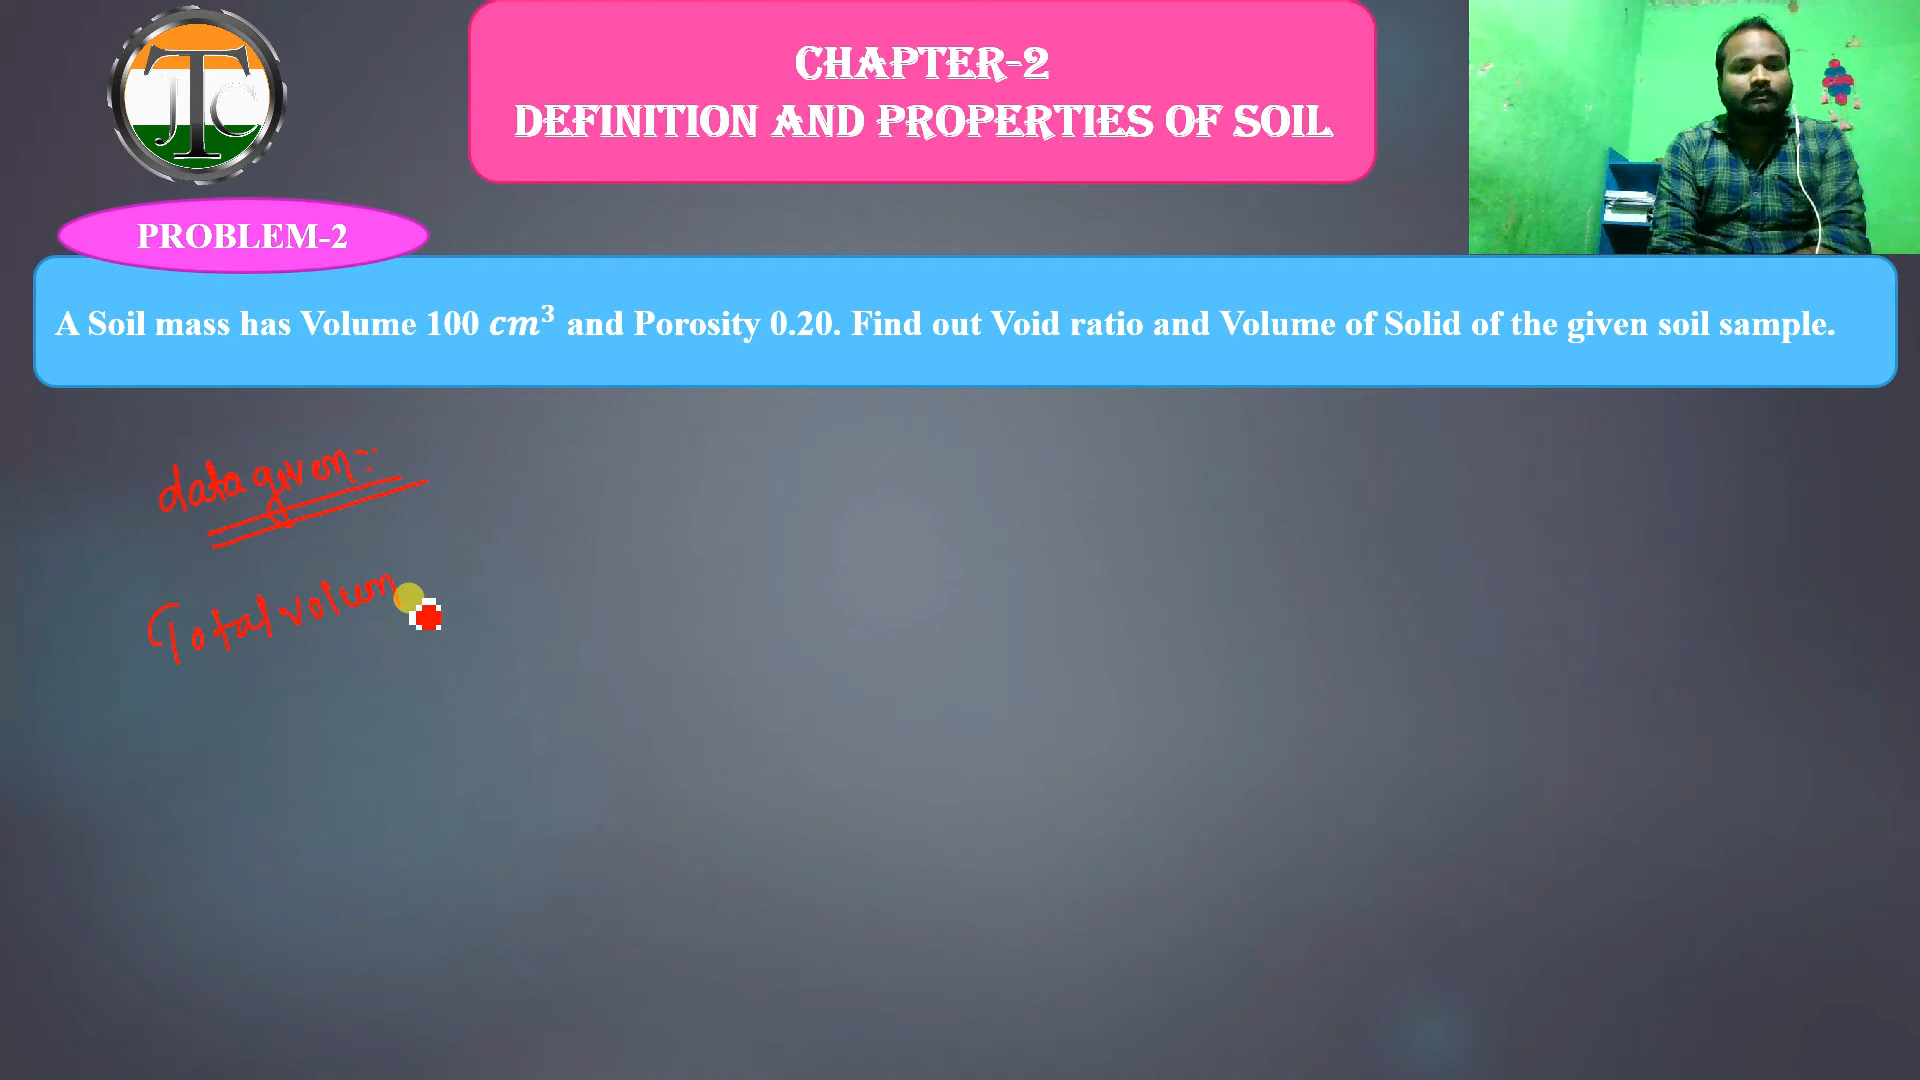 JTC
CHAPTER-2
DEFINITION AND PROPERTIES OF SOIL
PROBLEM-2
A Soil mass has Volume 100 cm³ and Porosity 0.20. Find out Void ratio and Volume of Solid of the given soil sample.
data given:-
Total volum